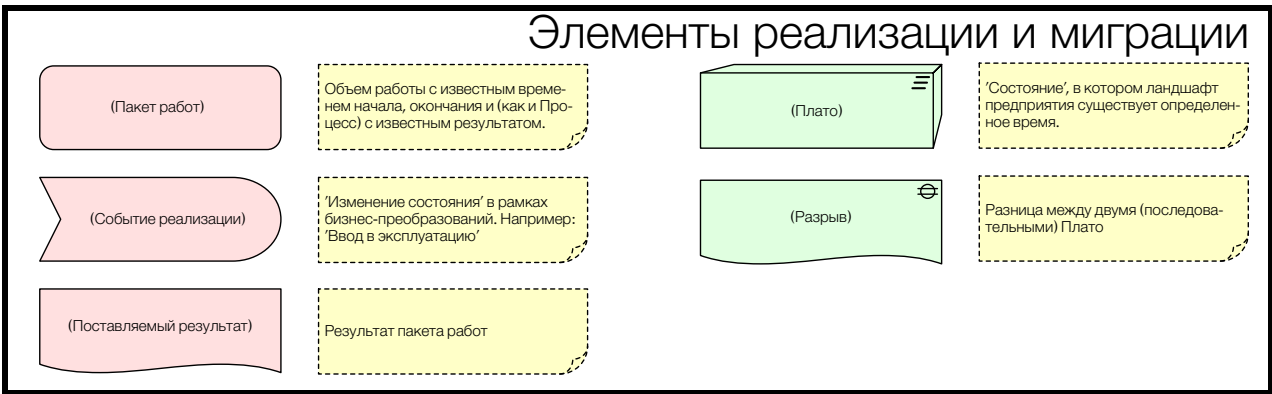 Элементы реализации и миграции
(Пакет работ)
Объем работы с известным време-
нем начала, окончания и (как и Про-
цесс) с известным результатом.
(Плато)
'Состояние', в котором ландшафт
предприятия существует определен-
ное время.
(Событие реализации)
'Изменение состояния' в рамках
бизнес-преобразований. Например:
'Ввод в эксплуатацию'
(Разрыв)
Разница между двумя (последова-
тельными) Плато
(Поставляемый результат)
Результат пакета работ